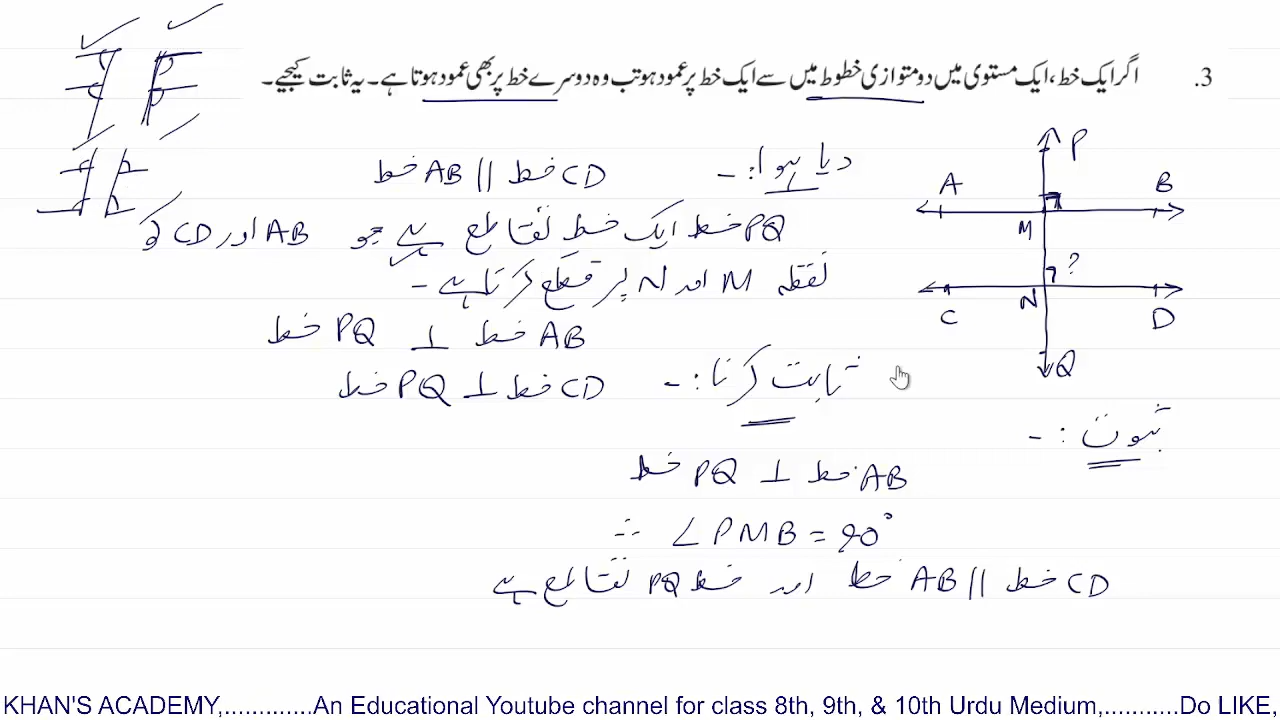 3. اگر ایک خط، ایک مستوی میں دو متوازی خطوط میں سے ایک خط پر عمود ہو تب وہ دوسرے خط پر بھی عمود ہوتا ہے۔ یہ ثابت کیجیے۔
دیا ہوا :-
خط AB || خط CD
خط PQ ایک خط تقاطع ہے جو AB اور CD کو
نقطہ M اور N پر قطع کرتا ہے -
خط PQ ⊥ خط AB
ثابت کرنا :-
خط PQ ⊥ خط CD
P
A
B
M
?
N
C
D
Q
ثبوت :-
خط PQ ⊥ خط AB
∴ ∠PMB = 90°
خط AB || خط CD اور خط PQ تقاطع ہے
KHAN'S ACADEMY,.............An Educational Youtube channel for class 8th, 9th, & 10th Urdu Medium,...........Do LIKE,